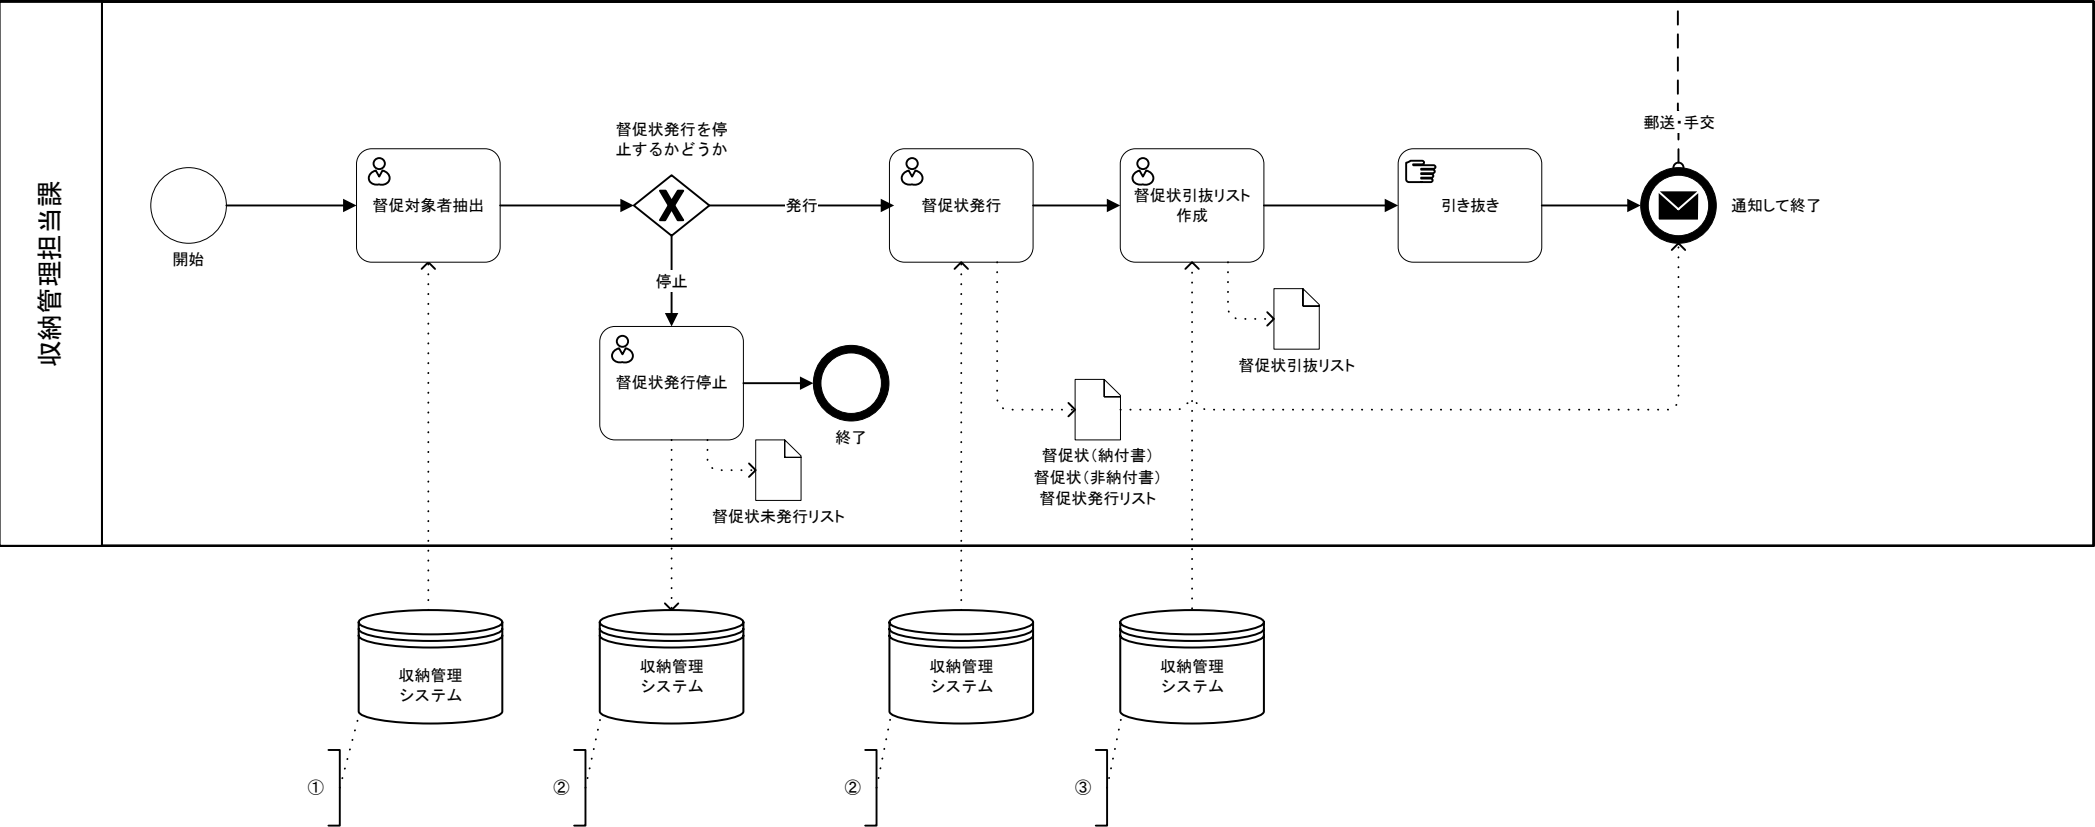 収納管理担当課
開始
督促対象者抽出
督促状発行を停
止するかどうか
発行
停止
督促状発行停止
終了
督促状未発行リスト
督促状発行
督促状（納付書）
督促状（非納付書）
督促状発行リスト
督促状引抜リスト
作成
督促状引抜リスト
引き抜き
郵送・手交
通知して終了
収納管理
システム
収納管理
システム
収納管理
システム
収納管理
システム
①
②
②
③